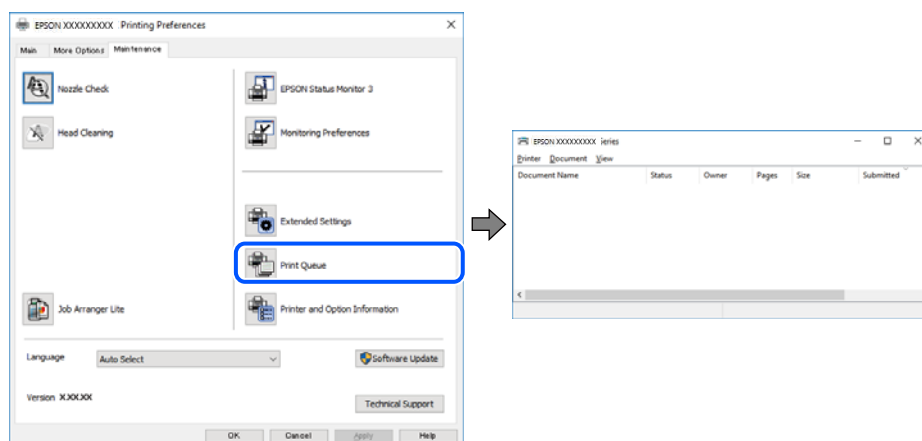 EPSON XXXXXXXXX Printing Preferences
Main More Options Maintenance
Nozzle Check
Head Cleaning
Job Arranger Lite
EPSON Status Monitor 3
Monitoring Preferences
Extended Settings
Print Queue
Printer and Option Information
Language Auto Select Software Update
Version X.XX.XX
Technical Support
OK Cancel Apply Help
EPSON XXXXXXXXX ieries
Printer Document View
Document Name Status Owner Pages Size Submitted